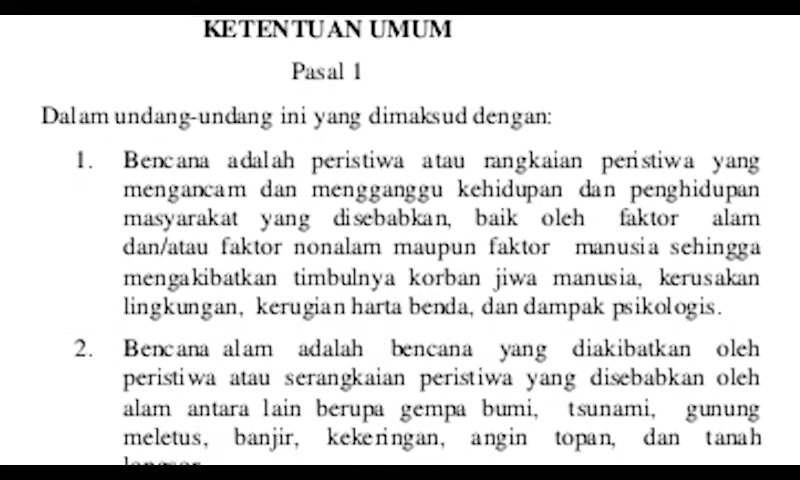 KETENTUAN UMUM
Pasal 1
Dalam undang-undang ini yang dimaksud dengan:
1. Bencana adalah peristiwa atau rangkaian peristiwa yang
mengancam dan mengganggu kehidupan dan penghidupan
masyarakat yang disebabkan, baik oleh faktor alam
dan/atau faktor nonalam maupun faktor manusia sehingga
mengakibatkan timbulnya korban jiwa manusia, kerusakan
lingkungan, kerugian harta benda, dan dampak psikologis.
2. Bencana alam adalah bencana yang diakibatkan oleh
peristiwa atau serangkaian peristiwa yang disebabkan oleh
alam antara lain berupa gempa bumi, tsunami, gunung
meletus, banjir, kekeringan, angin topan, dan tanah